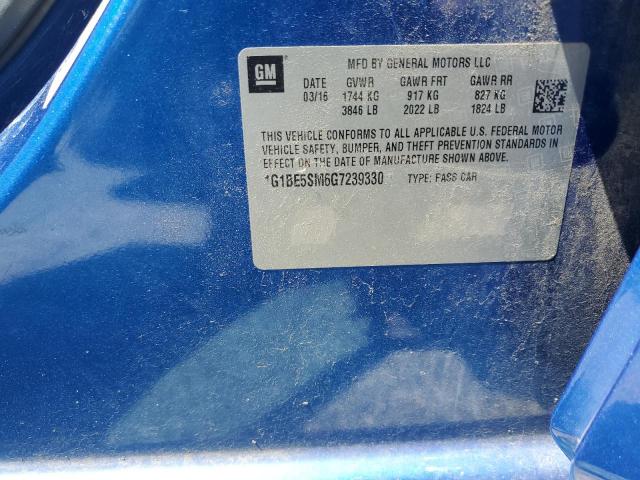 GM
MFD BY GENERAL MOTORS LLC
DATE GVWR GAWR FRT GAWR RR
03/16 1744 KG 917 KG 827 KG
3846 LB 2022 LB 1824 LB
THIS VEHICLE CONFORMS TO ALL APPLICABLE U.S. FEDERAL MOTOR
VEHICLE SAFETY, BUMPER, AND THEFT PREVENTION STANDARDS
IN EFFECT ON THE DATE OF MANUFACTURE SHOWN ABOVE.
1G1BE5SM6G7239330 TYPE: PASS CAR